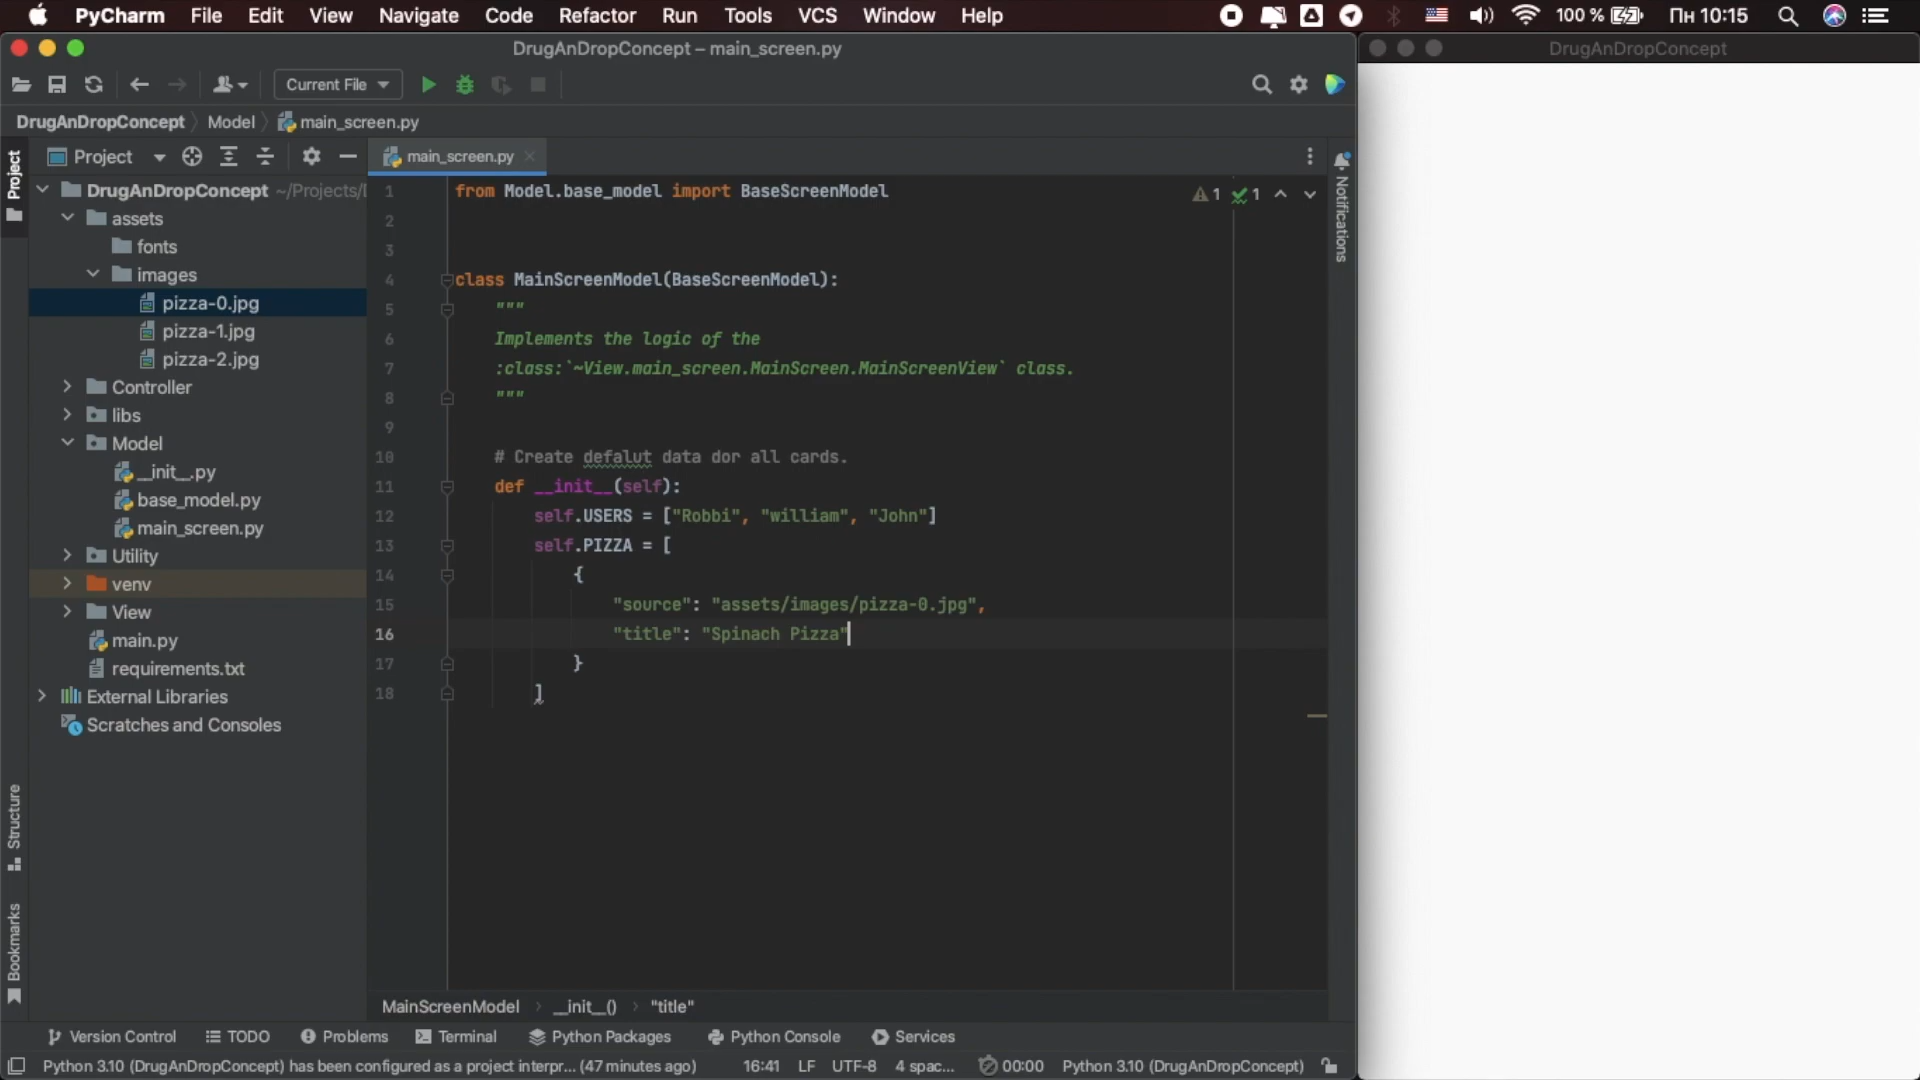 PyCharm File Edit View Navigate Code Refactor Run Tools VCS Window Help 100 % Пн 10:15
DrugAnDropConcept – main_screen.py
DrugAnDropConcept
Current File
DrugAnDropConcept Model main_screen.py
Project
Project
main_screen.py
Notifications
DrugAnDropConcept ~/Projects/
assets
fonts
images
pizza-0.jpg
pizza-1.jpg
pizza-2.jpg
Controller
libs
Model
__init__.py
base_model.py
main_screen.py
Utility
venv
View
main.py
requirements.txt
External Libraries
Scratches and Consoles
Structure
Bookmarks
1 from Model.base_model import BaseScreenModel
1 1
2
3
4 class MainScreenModel(BaseScreenModel):
5 """
6 Implements the logic of the
7 :class:`~View.main_screen.MainScreen.MainScreenView` class.
8 """
9
10 # Create defalut data dor all cards.
11 def __init__(self):
12 self.USERS = ["Robbi", "william", "John"]
13 self.PIZZA = [
14 {
15 "source": "assets/images/pizza-0.jpg",
16 "title": "Spinach Pizza"
17 }
18 ]
MainScreenModel __init__() "title"
Version Control TODO Problems Terminal Python Packages Python Console Services
Python 3.10 (DrugAnDropConcept) has been configured as a project interpr... (47 minutes ago) 16:41 LF UTF-8 4 spac... 00:00 Python 3.10 (DrugAnDropConcept)